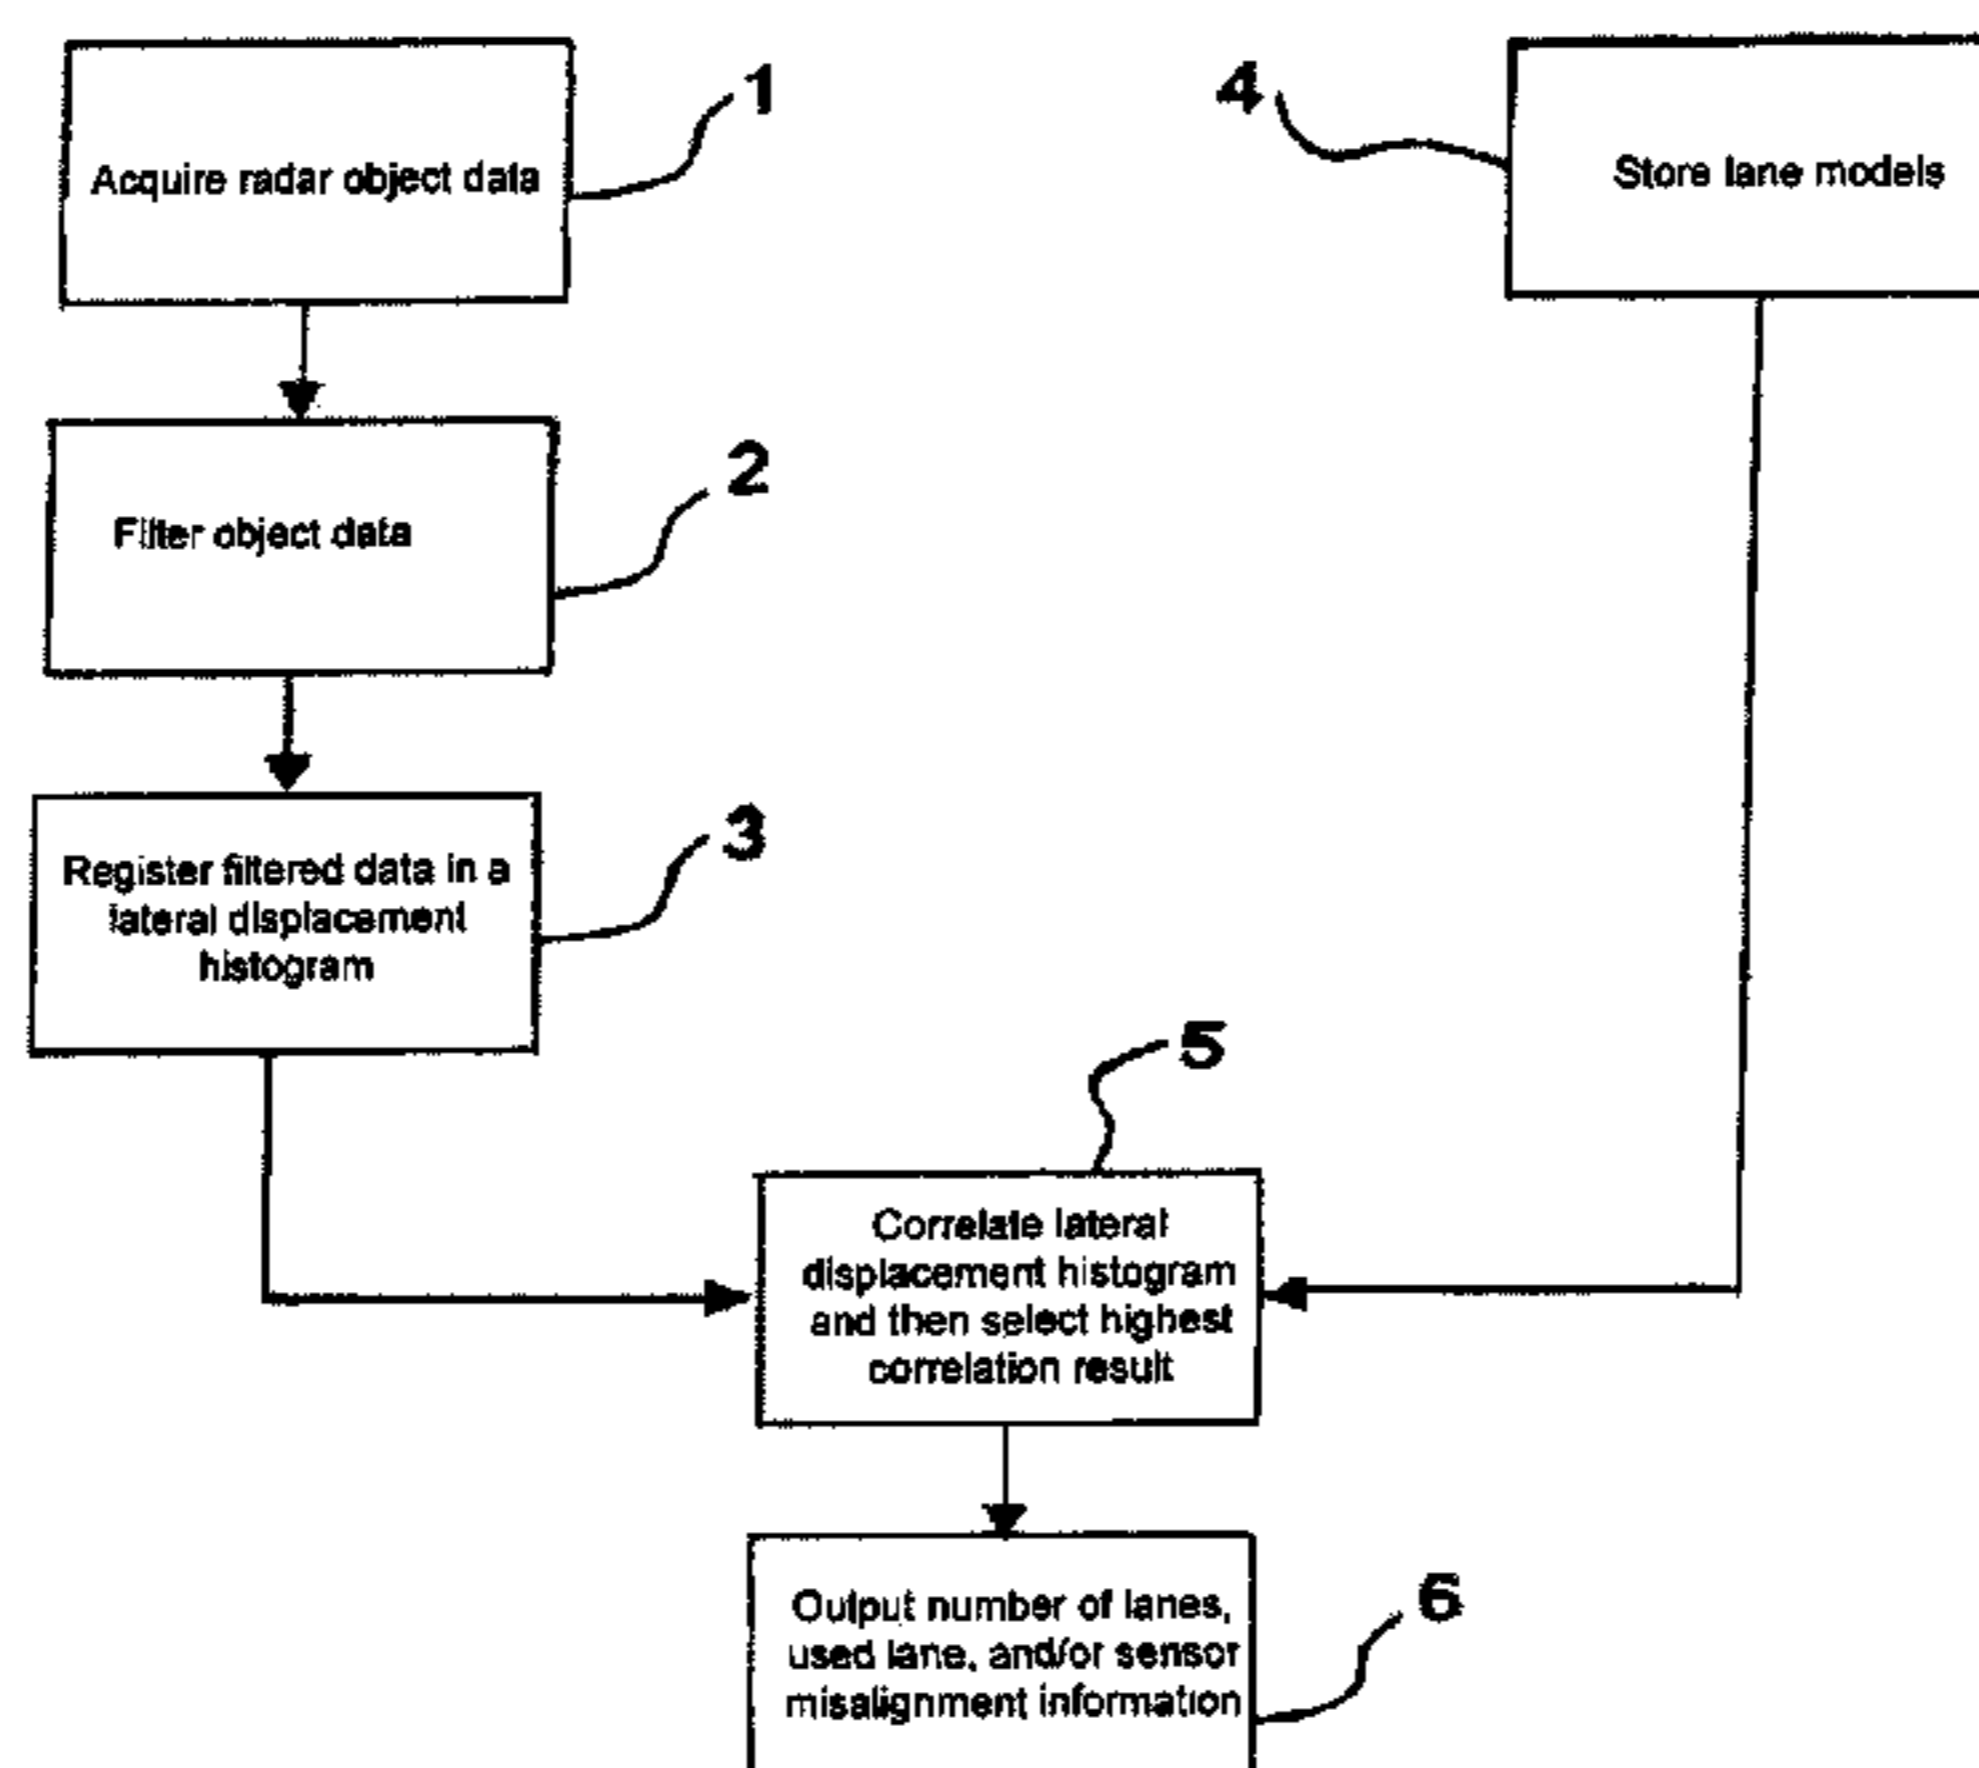 1
Acquire radar object data
4
Store lane models
2
Filter object data
3
Register filtered data in a
lateral displacement
histogram
5
Correlate lateral
displacement histogram
and then select highest
correlation result
6
Output number of lanes,
used lane, and/or sensor
misalignment information